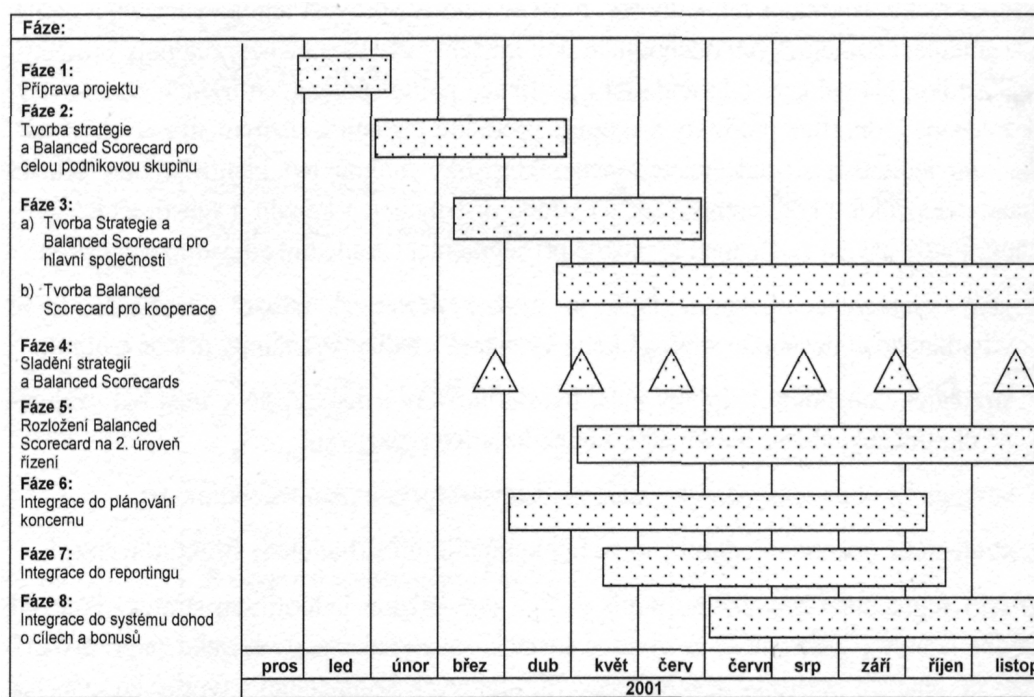 Fáze:
Fáze 1:
Příprava projektu
Fáze 2:
Tvorba strategie
a Balanced Scorecard pro
celou podnikovou skupinu
Fáze 3:
a) Tvorba Strategie a
Balanced Scorecard pro
hlavní společnosti
b) Tvorba Balanced
Scorecard pro kooperace
Fáze 4:
Sladění strategií
a Balanced Scorecards
Fáze 5:
Rozložení Balanced
Scorecard na 2. úroveň
řízení
Fáze 6:
Integrace do plánování
koncernu
Fáze 7:
Integrace do reportingu
Fáze 8:
Integrace do systému dohod
o cílech a bonusů
pros led únor břez dub květ červ červn srp září říjen listop
2001